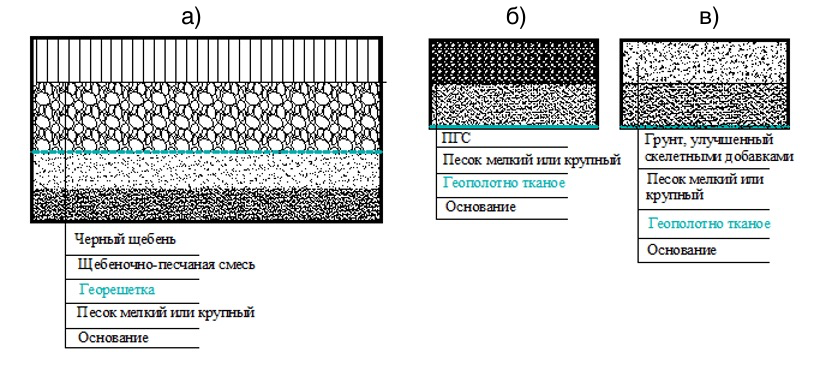 а)
Черный щебень
Щебеночно-песчаная смесь
Георешетка
Песок мелкий или крупный
Основание
б)
ПГС
Песок мелкий или крупный
Геополотно тканое
Основание
в)
Грунт, улучшенный
скелетными добавками
Песок мелкий или
крупный
Геополотно тканое
Основание